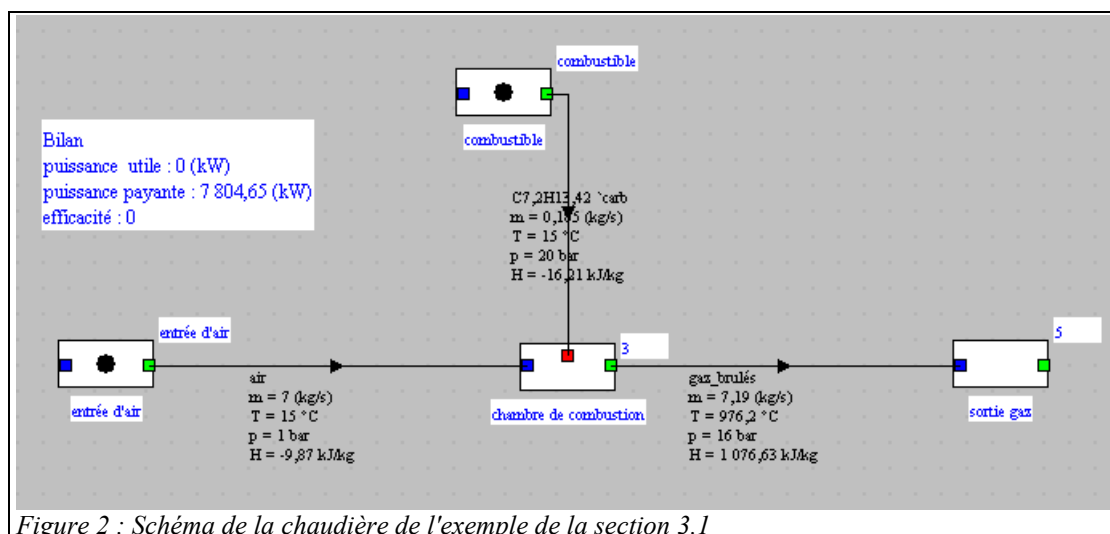 combustible
combustible
Bilan
puissance utile : 0 (kW)
puissance payante : 7 804,65 (kW)
efficacité : 0
C7,2H13,42 `carb
m = 0,185 (kg/s)
T = 15 °C
p = 20 bar
H = -16,21 kJ/kg
entrée d'air
entrée d'air
air
m = 7 (kg/s)
T = 15 °C
p = 1 bar
H = -9,87 kJ/kg
3
chambre de combustion
gaz_brulés
m = 7,19 (kg/s)
T = 976,2 °C
p = 16 bar
H = 1 076,63 kJ/kg
5
sortie gaz
Figure 2 : Schéma de la chaudière de l'exemple de la section 3.1